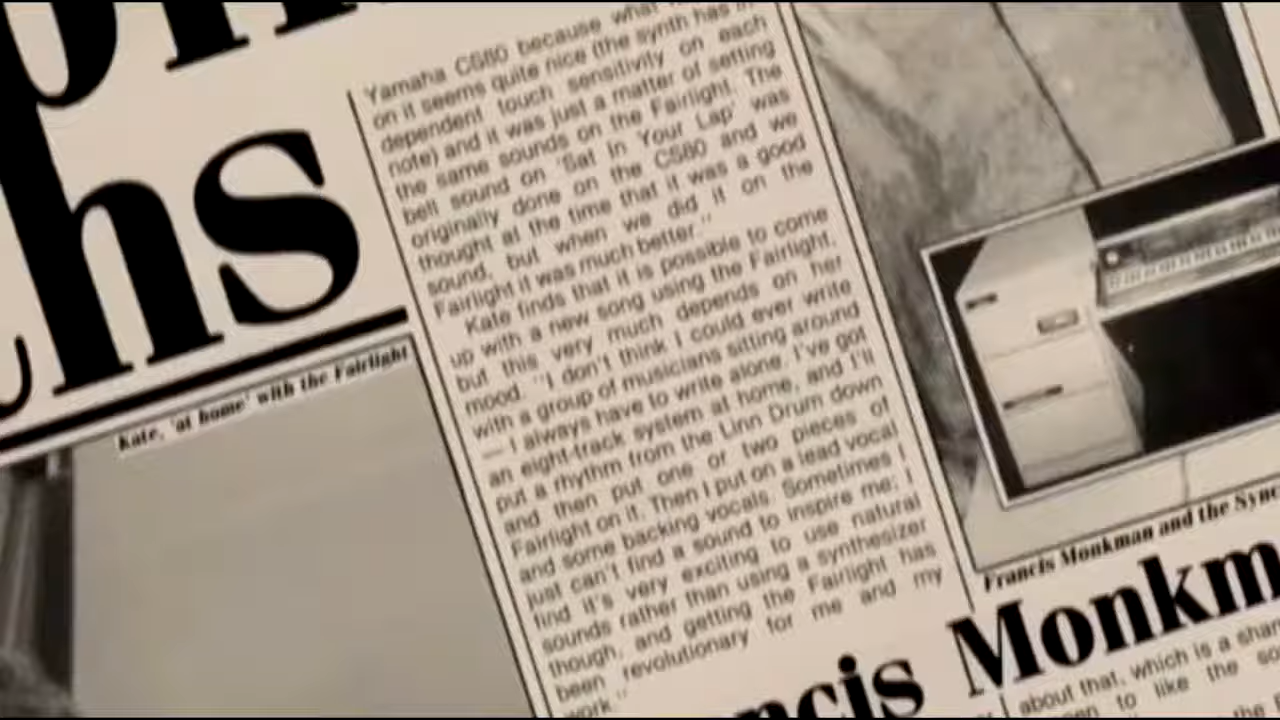 hs
Kate, 'at home' with the Fairlight
Yamaha CS80 because what
on it seems quite nice (the synth has in
dependent touch sensitivity on each
note) and it was just a matter of setting
the same sounds on the Fairlight. The
bell sound on 'Sat In Your Lap' was
originally done on the CS80 and we
thought at the time that it was a good
sound, but when we did it on the
Fairlight it was much better.''
Kate finds that it is possible to come
up with a new song using the Fairlight,
but this very much depends on her
mood. ''I don't think I could ever write
with a group of musicians sitting around
— I always have to write alone. I've got
an eight-track system at home, and I'll
put a rhythm from the Linn Drum down
and then put one or two pieces of
Fairlight on it. Then I put on a lead vocal
and some backing vocals. Sometimes I
just can't find a sound to inspire me; I
find it's very exciting to use natural
sounds rather than using a synthesizer
though, and getting the Fairlight has
been revolutionary for me and my
work.''
Francis Monkman and the Sync
ncis Monkm
about that, which is a sham
to like the so
the